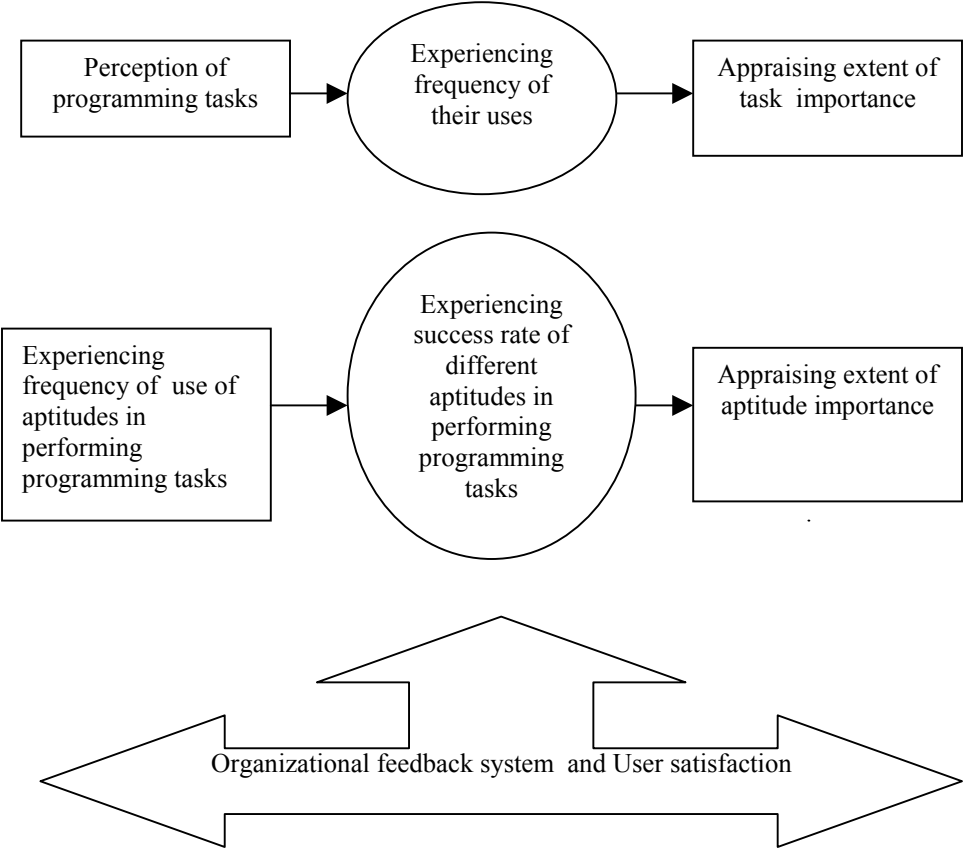 Perception of
programming tasks
Experiencing
frequency of
their uses
Appraising extent of
task importance
Experiencing
frequency of use of
aptitudes in
performing
programming tasks
Experiencing
success rate of
different
aptitudes in
performing
programming
tasks
Appraising extent of
aptitude importance
.
Organizational feedback system and User satisfaction